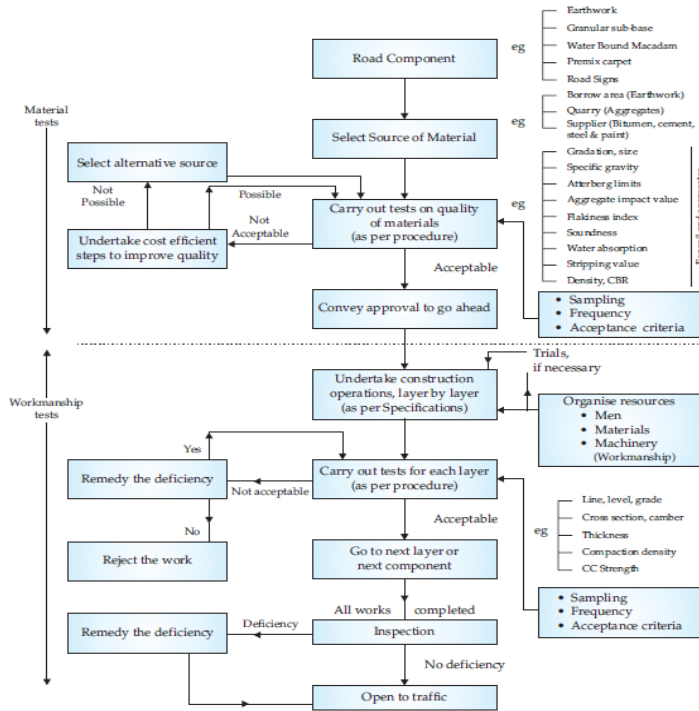 Road Component
eg
Earthwork
Granular sub-base
Water Bound Macadam
Premix carpet
Road Signs
Material
tests
Select Source of Material
eg
Borrow area (Earthwork)
Quarry (Aggregates)
Supplier (Bitumen, cement,
steel & paint)
Select alternative source
Not
Possible
Possible
Not
Acceptable
Undertake cost efficient
steps to improve quality
Carry out tests on quality
of materials
(as per procedure)
eg
Gradation, size
Specific gravity
Atterberg limits
Aggregate impact value
Flakiness index
Soundness
Water absorption
Stripping value
Density, CBR
Acceptable
• Sampling
• Frequency
• Acceptance criteria
Convey approval to go ahead
Trials,
if necessary
Workmanship
tests
Undertake construction
operations, layer by layer
(as per Specifications)
Organise resources
• Men
• Materials
• Machinery
(Workmanship)
Yes
Remedy the deficiency
Not acceptable
Carry out tests for each layer
(as per procedure)
No
Reject the work
Acceptable
eg
Line, level, grade
Cross section, camber
Thickness
Compaction density
CC Strength
Go to next layer or
next component
• Sampling
• Frequency
• Acceptance criteria
All works completed
Remedy the deficiency
Deficiency
Inspection
No deficiency
Open to traffic